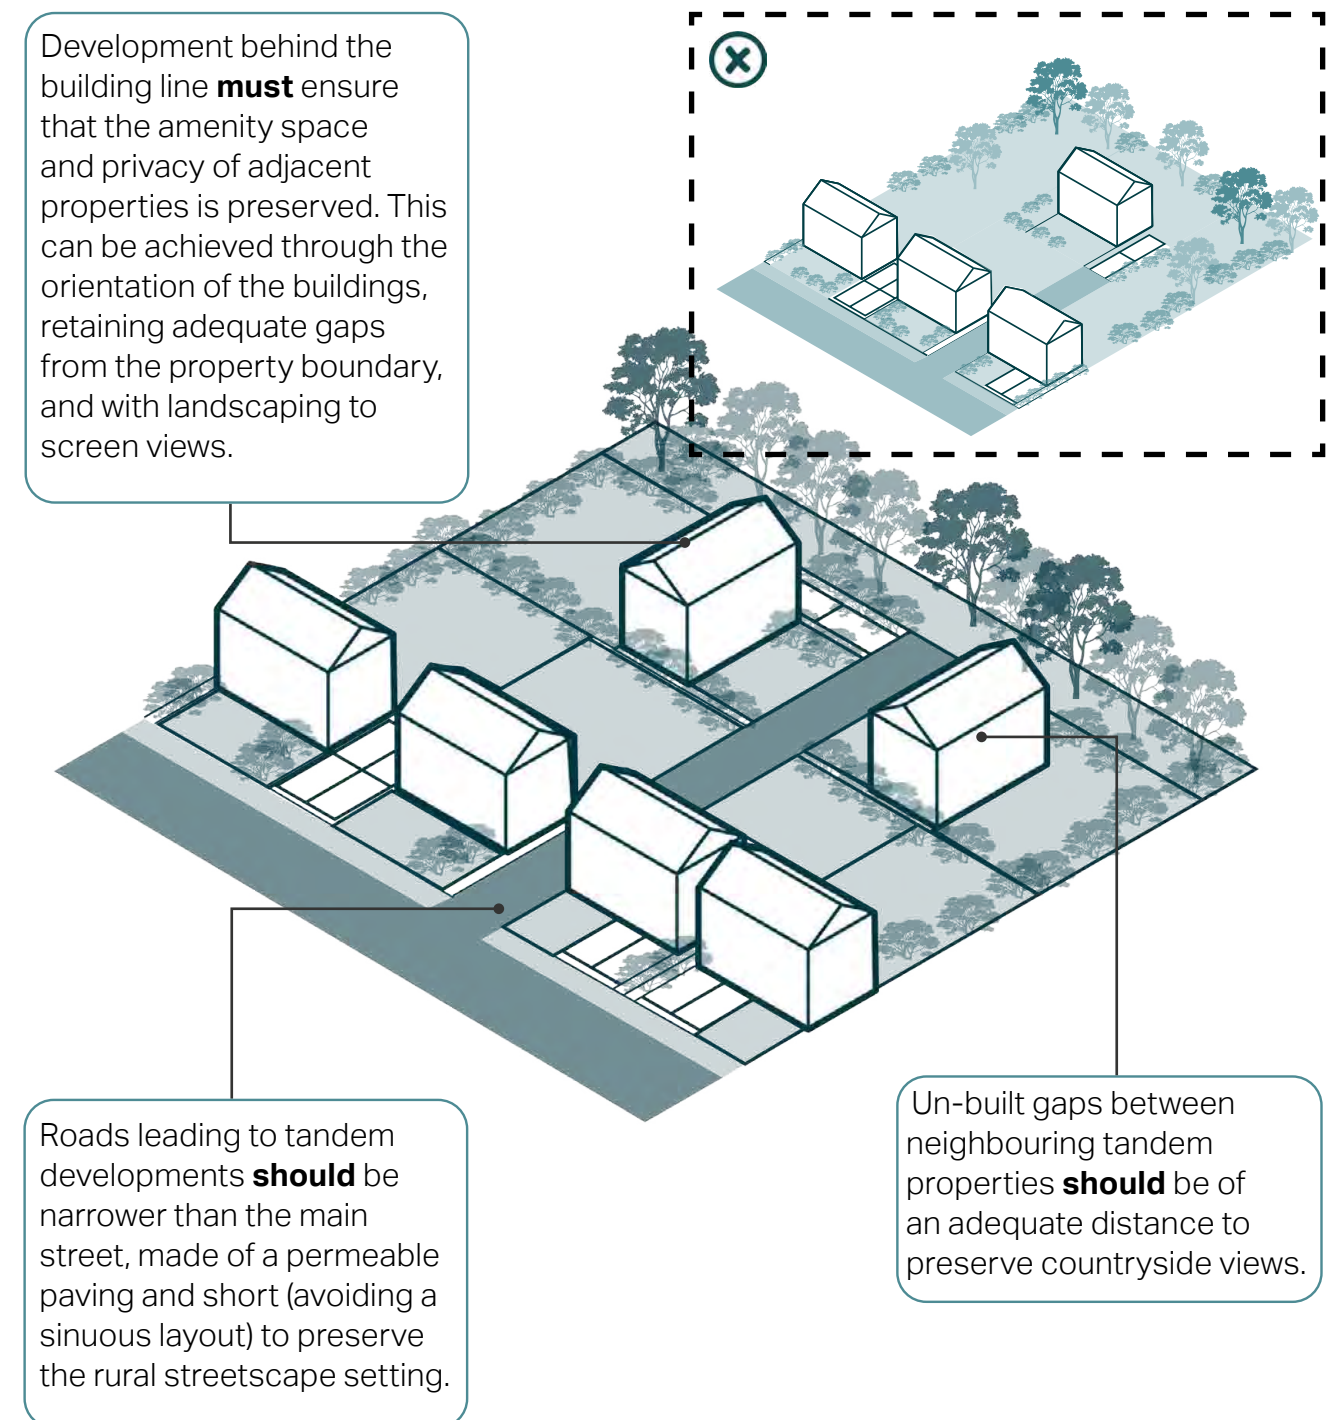 Development behind the
building line must ensure
that the amenity space
and privacy of adjacent
properties is preserved. This
can be achieved through the
orientation of the buildings,
retaining adequate gaps
from the property boundary,
and with landscaping to
screen views.
Roads leading to tandem
developments should be
narrower than the main
street, made of a permeable
paving and short (avoiding a
sinuous layout) to preserve
the rural streetscape setting.
Un-built gaps between
neighbouring tandem
properties should be of
an adequate distance to
preserve countryside views.